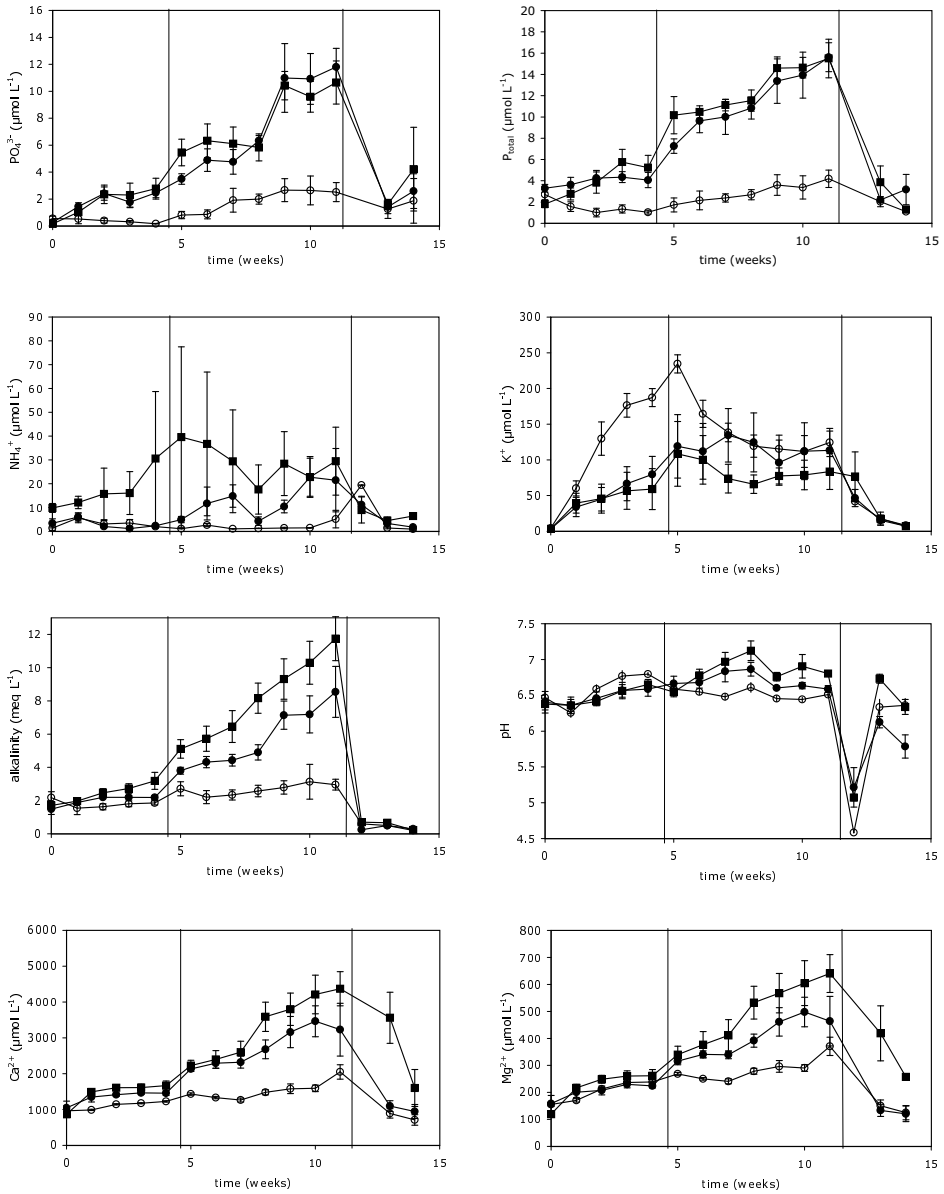 16
14
12
10
8
6
4
2
0
PO₄³⁻ (µmol L⁻¹)
0 5 10 15
time (weeks)
20
18
16
14
12
10
8
6
4
2
0
P_total (µmol L⁻¹)
0 5 10 15
time (weeks)
90
80
70
60
50
40
30
20
10
0
NH₄⁺ (µmol L⁻¹)
0 5 10 15
time (weeks)
300
250
200
150
100
50
0
K⁺ (µmol L⁻¹)
0 5 10 15
time (weeks)
12
10
8
6
4
2
0
alkalinity (meq L⁻¹)
0 5 10 15
time (weeks)
7.5
7
6.5
6
5.5
5
4.5
pH
0 5 10 15
time (weeks)
6000
5000
4000
3000
2000
1000
0
Ca²⁺ (µmol L⁻¹)
0 5 10 15
time (weeks)
800
700
600
500
400
300
200
100
0
Mg²⁺ (µmol L⁻¹)
0 5 10 15
time (weeks)